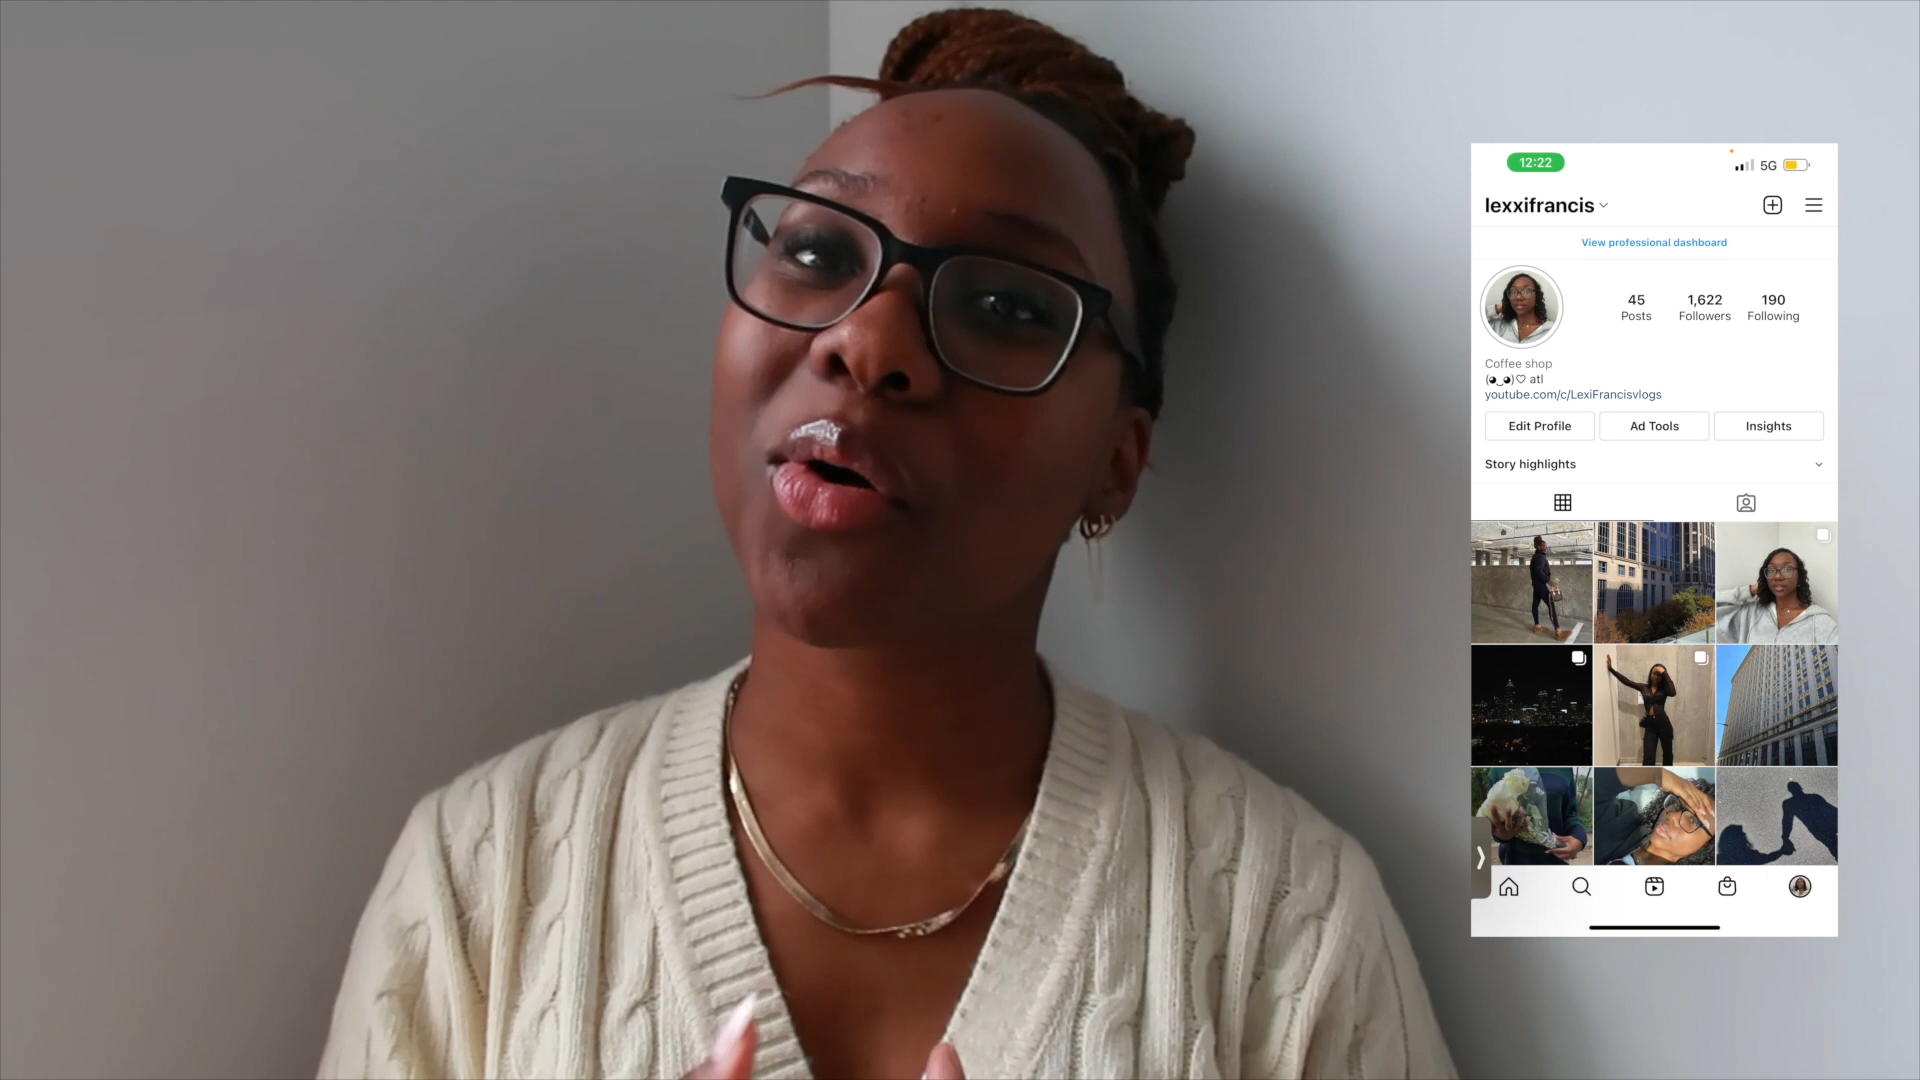 12:22 5G
lexxifrancis
View professional dashboard
45 1,622 190
Posts Followers Following
Coffee shop
(◕‿◕)♡ atl
youtube.com/c/LexiFrancisvlogs
Edit Profile Ad Tools Insights
Story highlights